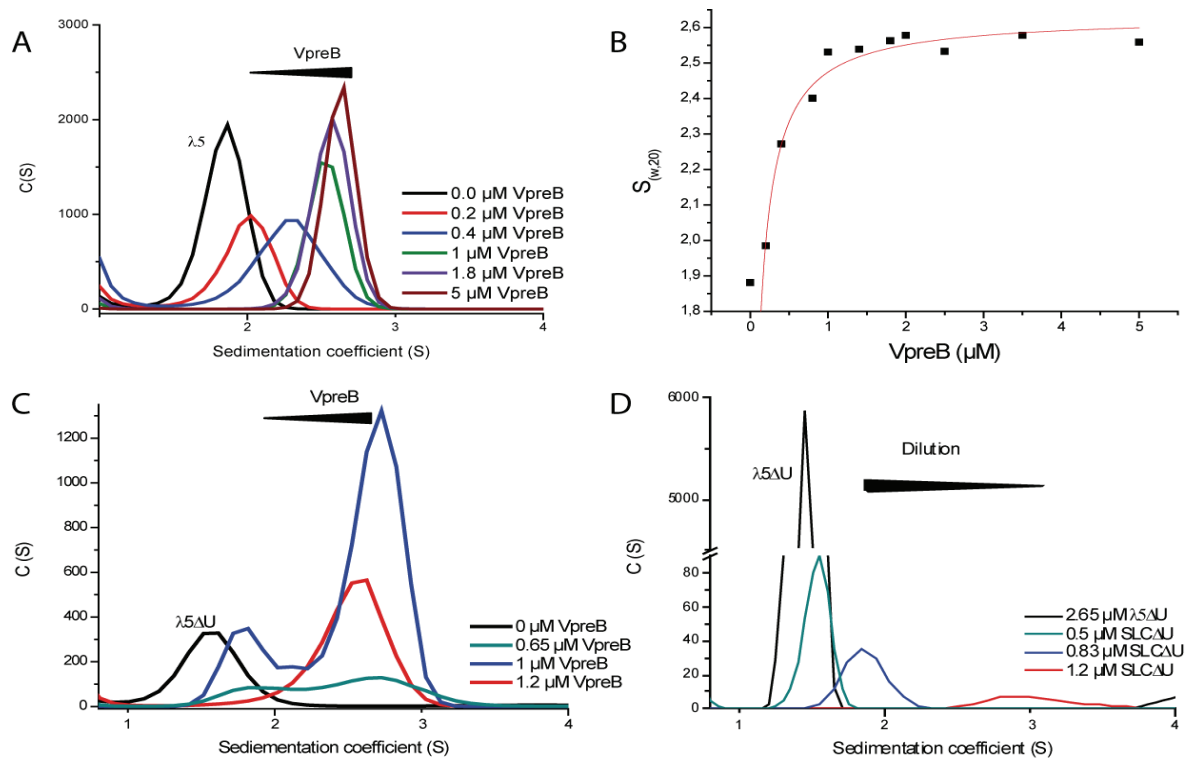 A
VpreB
λ5
C(S)
3000
2000
1000
0
2
3
4
Sedimentation coefficient (S)
0.0 µM VpreB
0.2 µM VpreB
0.4 µM VpreB
1 µM VpreB
1.8 µM VpreB
5 µM VpreB
B
S(w,20)
2,6
2,5
2,4
2,3
2,2
2,1
2,0
1,9
1,8
0
1
2
3
4
5
VpreB (µM)
C
VpreB
λ5ΔU
C (S)
1200
1000
800
600
400
200
0
1
2
3
4
Sediementation coefficient (S)
0 µM VpreB
0.65 µM VpreB
1 µM VpreB
1.2 µM VpreB
D
Dilution
λ5ΔU
C (S)
6000
5000
80
60
40
20
0
1
2
3
4
Sedimentation coefficient (S)
2.65 µM λ5ΔU
0.5 µM SLCΔU
0.83 µM SLCΔU
1.2 µM SLCΔU